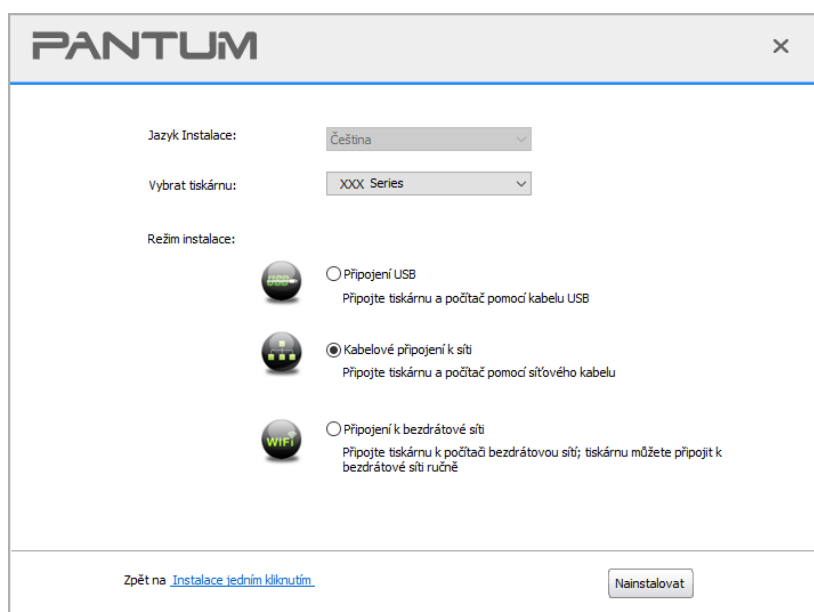 PANTUM
Jazyk Instalace:
Čeština
Vybrat tiskárnu:
XXX Series
Režim instalace:
USB
Připojení USB
Připojte tiskárnu a počítač pomocí kabelu USB
Kabelové připojení k síti
Připojte tiskárnu a počítač pomocí síťového kabelu
WiFi
Připojení k bezdrátové síti
Připojte tiskárnu k počítači bezdrátovou sítí; tiskárnu můžete připojit k
bezdrátové síti ručně
Zpět na Instalace jedním kliknutím
Nainstalovat